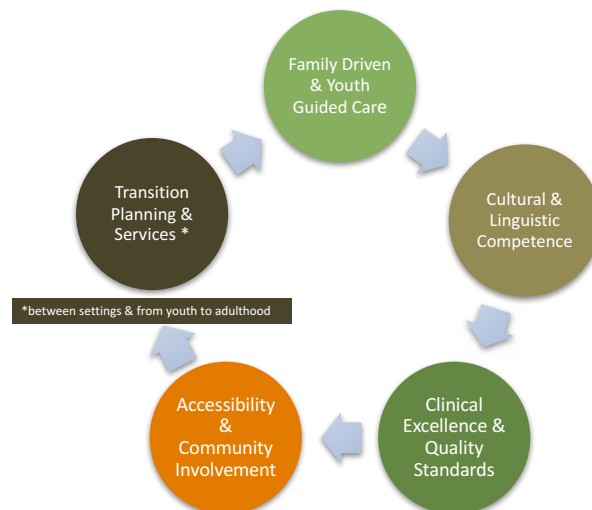 Family Driven
& Youth
Guided Care
Cultural &
Linguistic
Competence
Clinical
Excellence &
Quality
Standards
Accessibility
&
Community
Involvement
Transition
Planning &
Services *
*between settings & from youth to adulthood